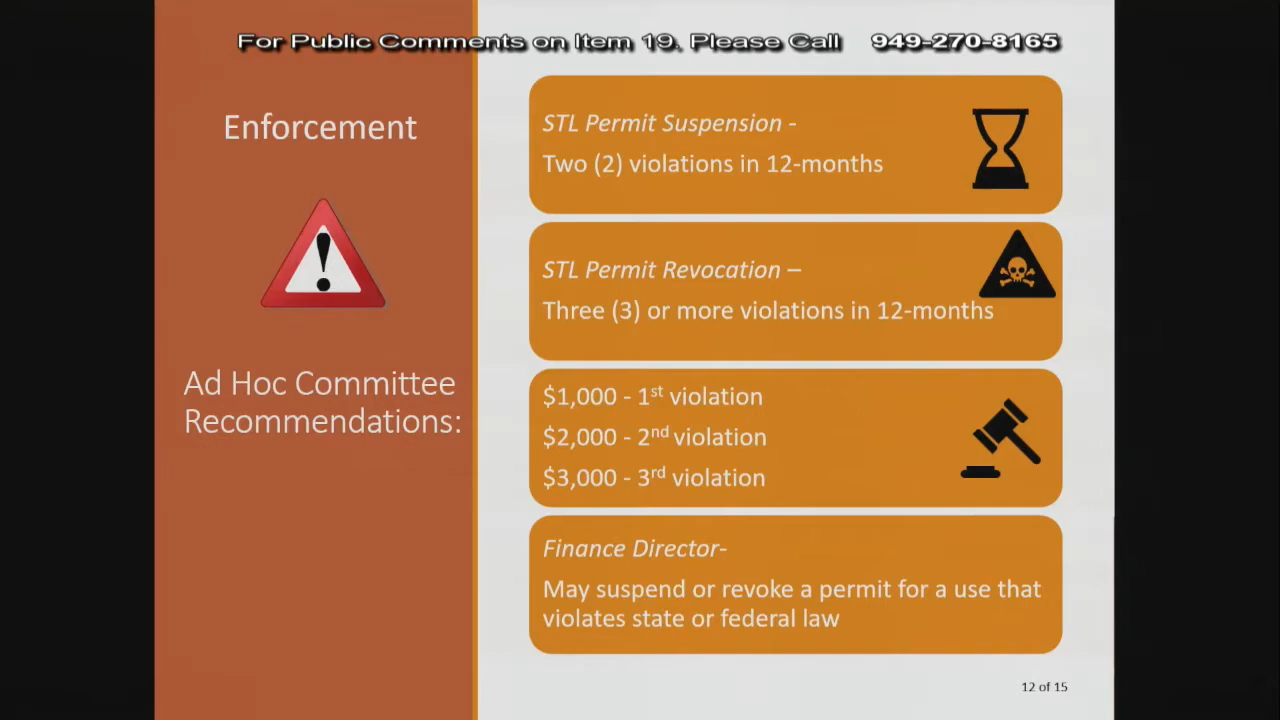 For Public Comments on Item 19, Please Call 949-270-8165
Enforcement
Ad Hoc Committee
Recommendations:
STL Permit Suspension -
Two (2) violations in 12-months
STL Permit Revocation –
Three (3) or more violations in 12-months
$1,000 - 1st violation
$2,000 - 2nd violation
$3,000 - 3rd violation
Finance Director-
May suspend or revoke a permit for a use that
violates state or federal law
12 of 15